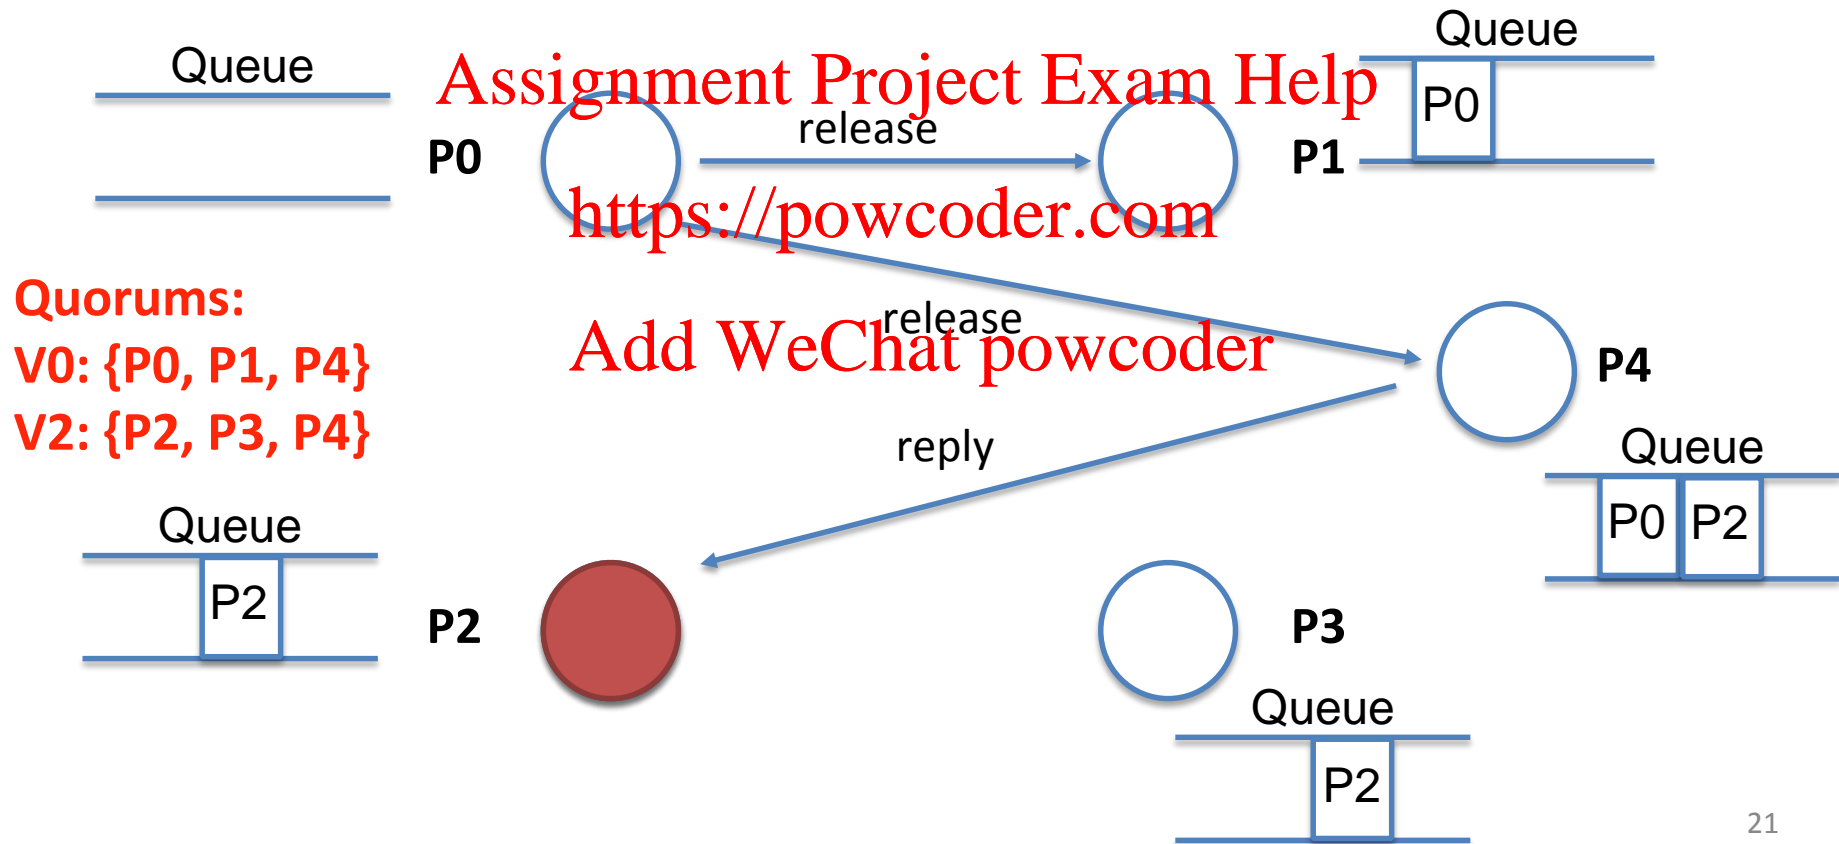 Queue
Assignment Project Exam Help
Queue
P0
release
P0
P1
https://powcoder.com
Quorums:
V0: {P0, P1, P4}
V2: {P2, P3, P4}
release
Add WeChat powcoder
P4
reply
Queue
P0 P2
Queue
P2
P2
P3
Queue
P2
21